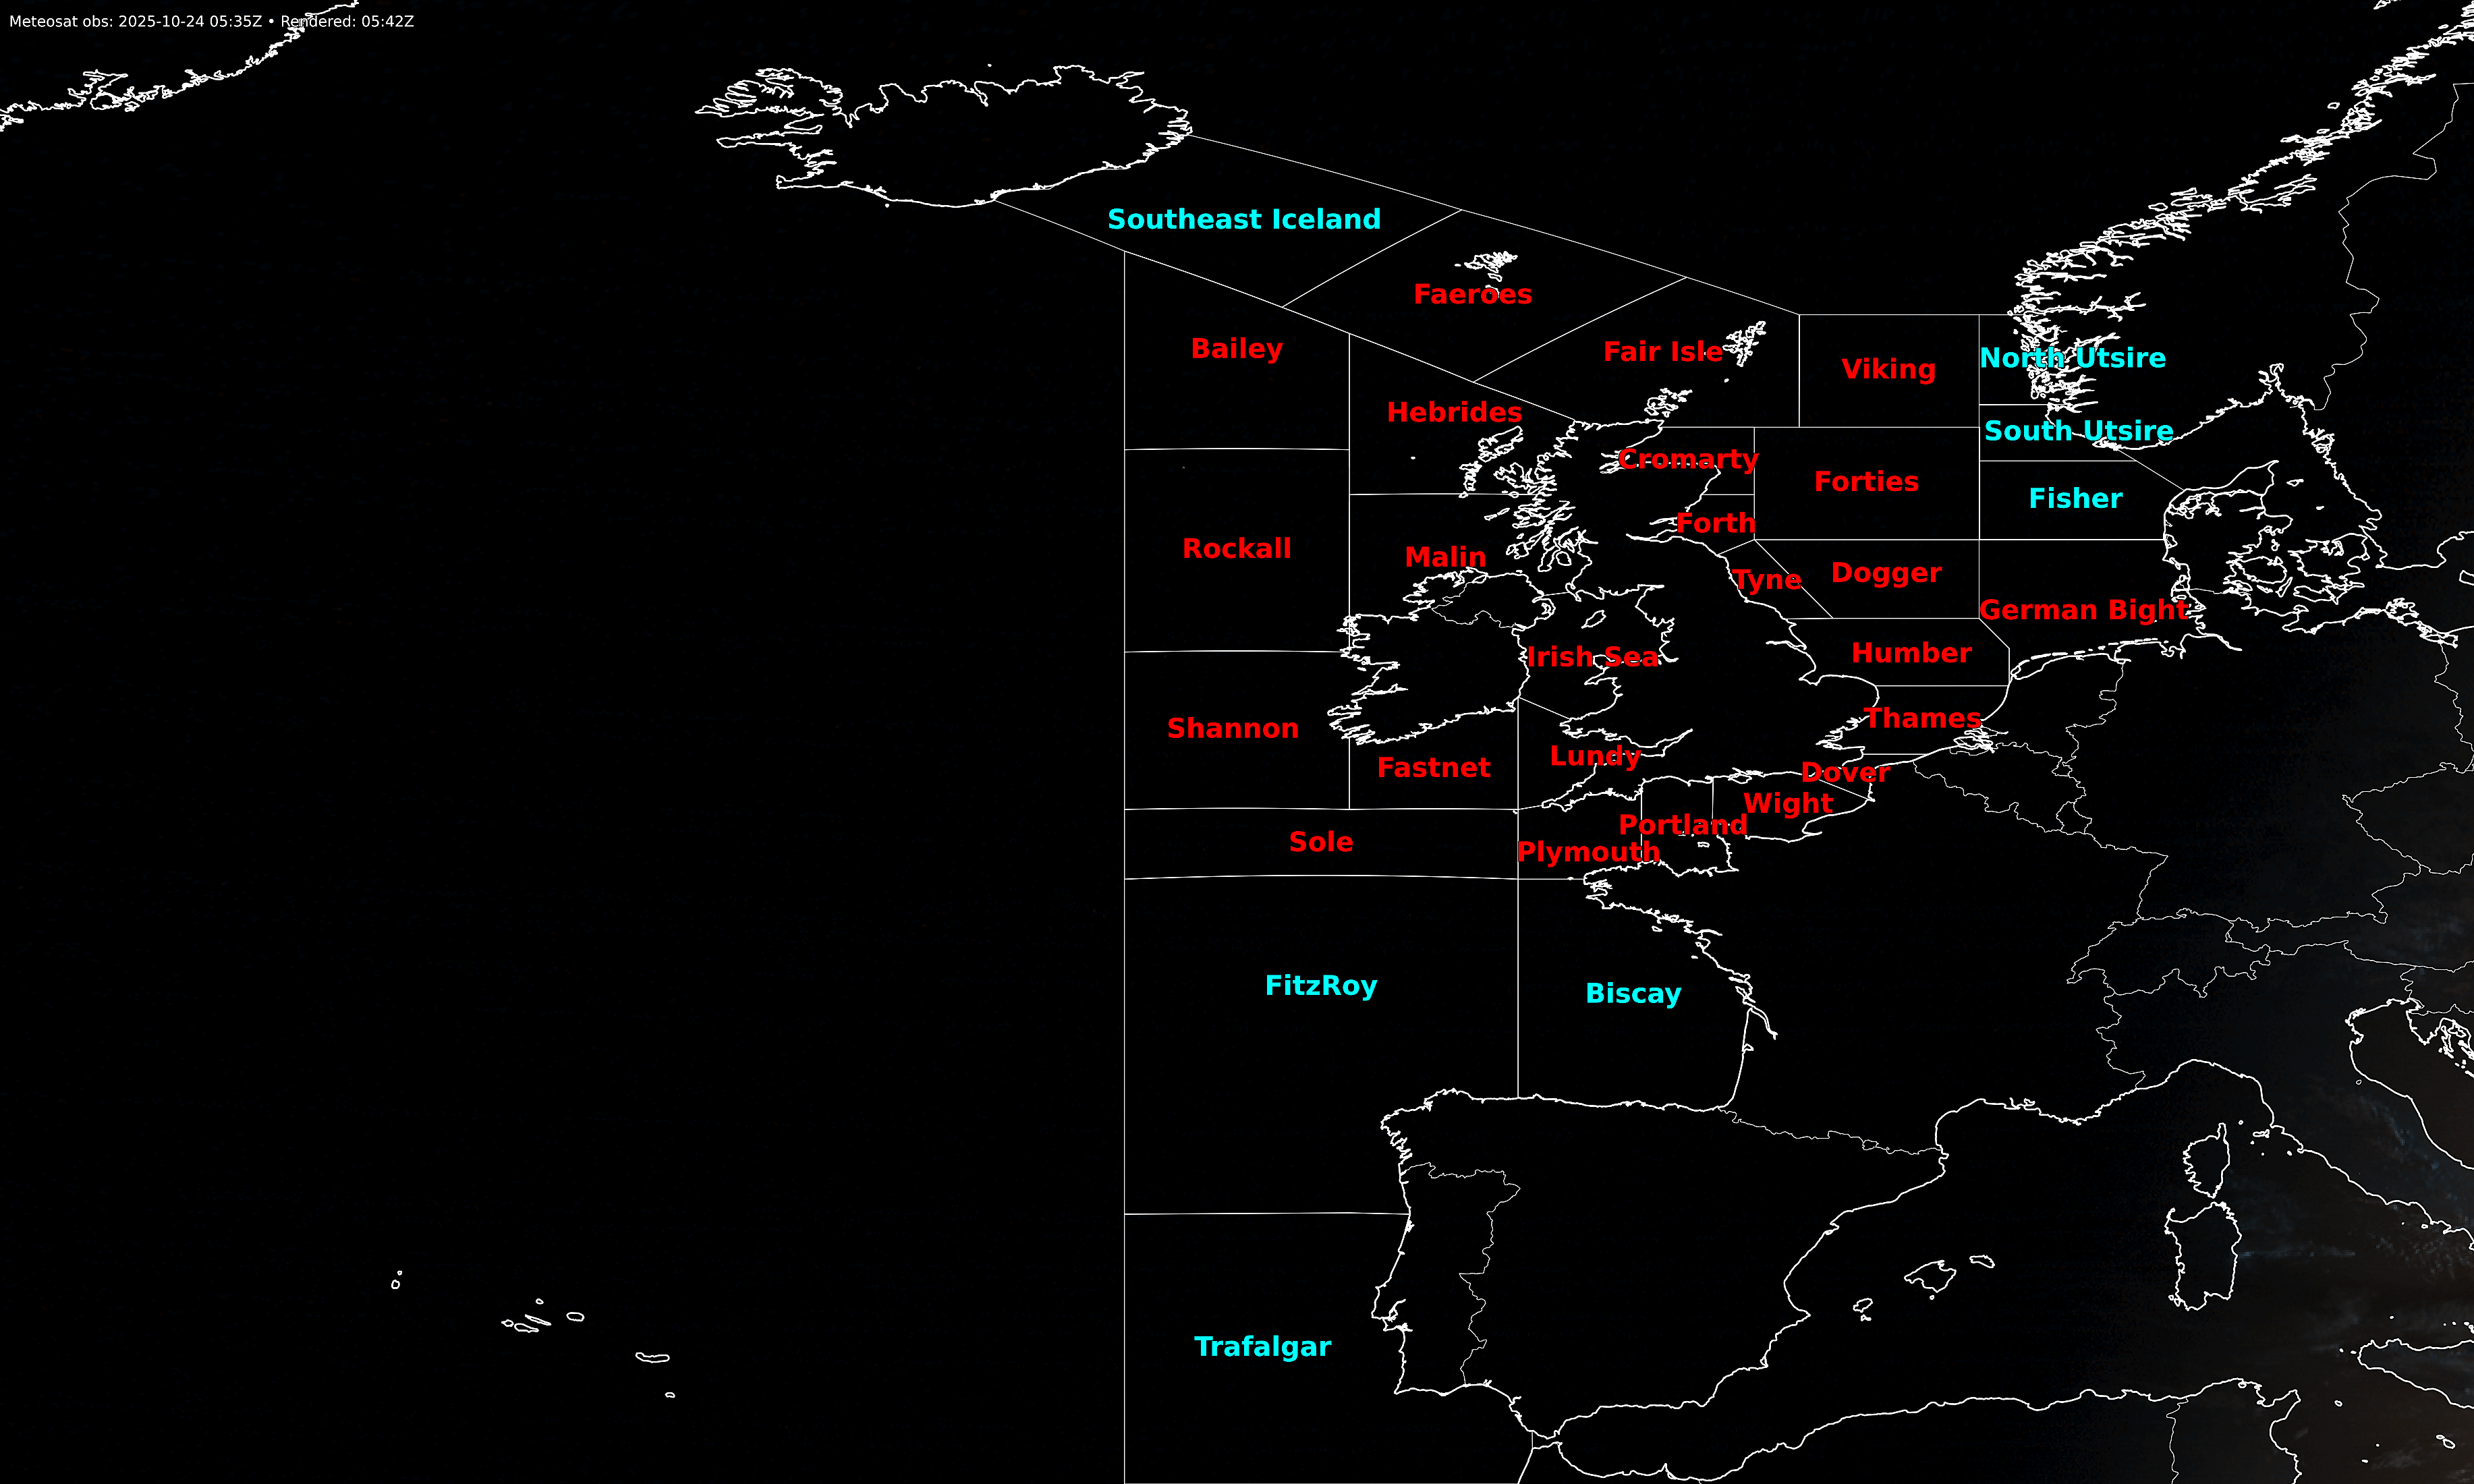 Meteosat obs: 2025-10-24 05:35Z • Rendered: 05:42Z
Southeast Iceland
Faeroes
Bailey
Fair Isle
Viking
North Utsire
Hebrides
South Utsire
Cromarty
Forties
Fisher
Forth
Rockall
Malin
Tyne
Dogger
German Bight
Irish Sea
Humber
Shannon
Thames
Fastnet
Lundy
Dover
Wight
Portland
Sole
Plymouth
FitzRoy
Biscay
Trafalgar